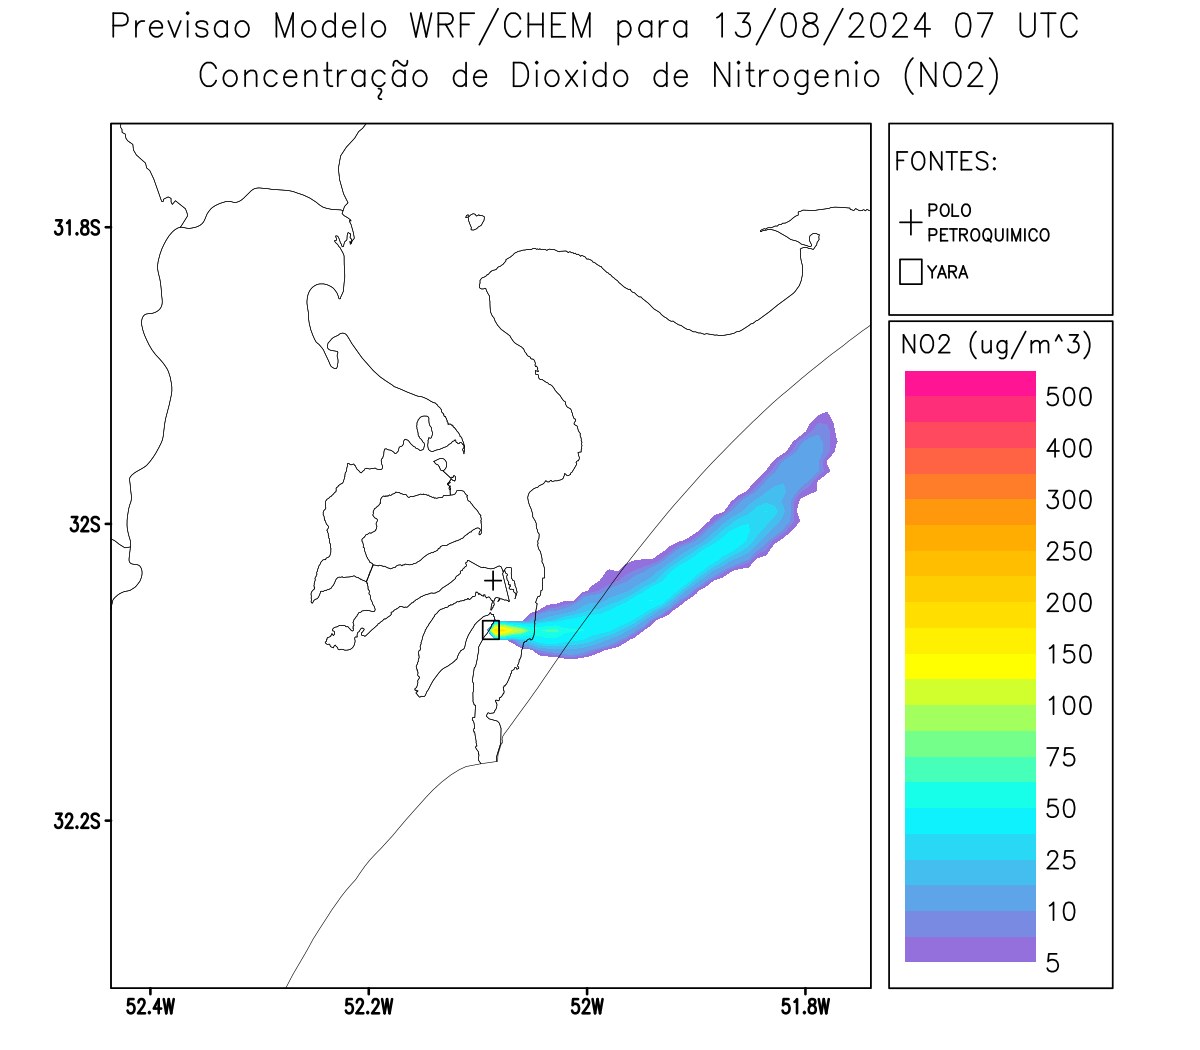 Previsao Modelo WRF/CHEM para 13/08/2024 07 UTC
Concentração de Dioxido de Nitrogenio (NO2)
FONTES:
POLO
PETROQUIMICO
YARA
NO2 (ug/m^3)
500
400
300
250
200
150
100
75
50
25
10
5
31.8S
32S
32.2S
52.4W
52.2W
52W
51.8W